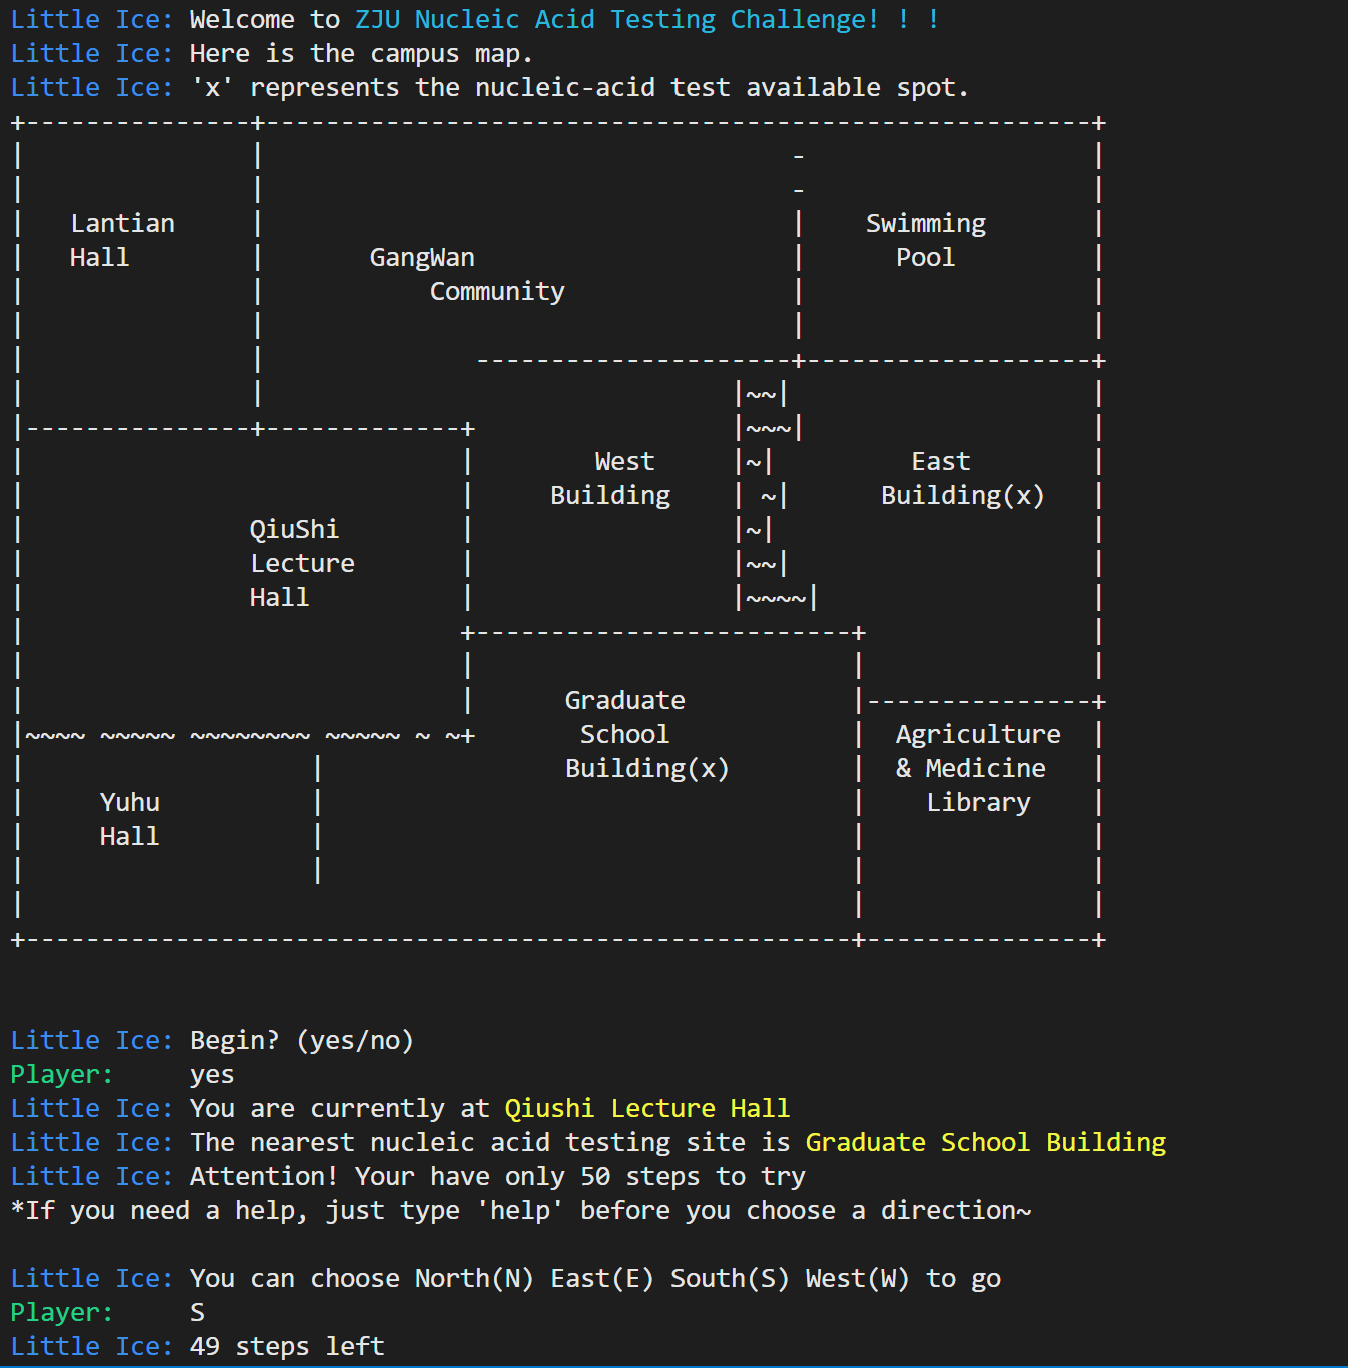 Little Ice: Welcome to ZJU Nucleic Acid Testing Challenge! ! !
Little Ice: Here is the campus map.
Little Ice: 'x' represents the nucleic-acid test available spot.
+---------------+-------------------------------------------------------+
|               |                                   -                   |
|               |                                   -                   |
|   Lantian     |                                   |    Swimming       |
|   Hall        |       GangWan                     |      Pool         |
|               |           Community               |                   |
|               |                                   |                   |
|               |              ---------------------+-------------------+
|               |                               |~~|                    |
|---------------+-------------+                 |~~~|                   |
|                             |        West     |~|         East        |
|                             |     Building    | ~|      Building(x)   |
|               QiuShi        |                 |~|                     |
|               Lecture       |                 |~~|                    |
|               Hall          |                 |~~~~|                  |
|                             +-------------------------+               |
|                             |                         |               |
|                             |      Graduate           |---------------+
|~~~~ ~~~~~ ~~~~~~~~ ~~~~~ ~ ~+       School            |  Agriculture  |
|                   |                Building(x)        |  & Medicine   |
|     Yuhu          |                                   |    Library    |
|     Hall          |                                   |               |
|                   |                                   |               |
|                                                       |               |
+-------------------------------------------------------+---------------+
Little Ice: Begin? (yes/no)
Player:     yes
Little Ice: You are currently at Qiushi Lecture Hall
Little Ice: The nearest nucleic acid testing site is Graduate School Building
Little Ice: Attention! Your have only 50 steps to try
*If you need a help, just type 'help' before you choose a direction~
Little Ice: You can choose North(N) East(E) South(S) West(W) to go
Player:     S
Little Ice: 49 steps left